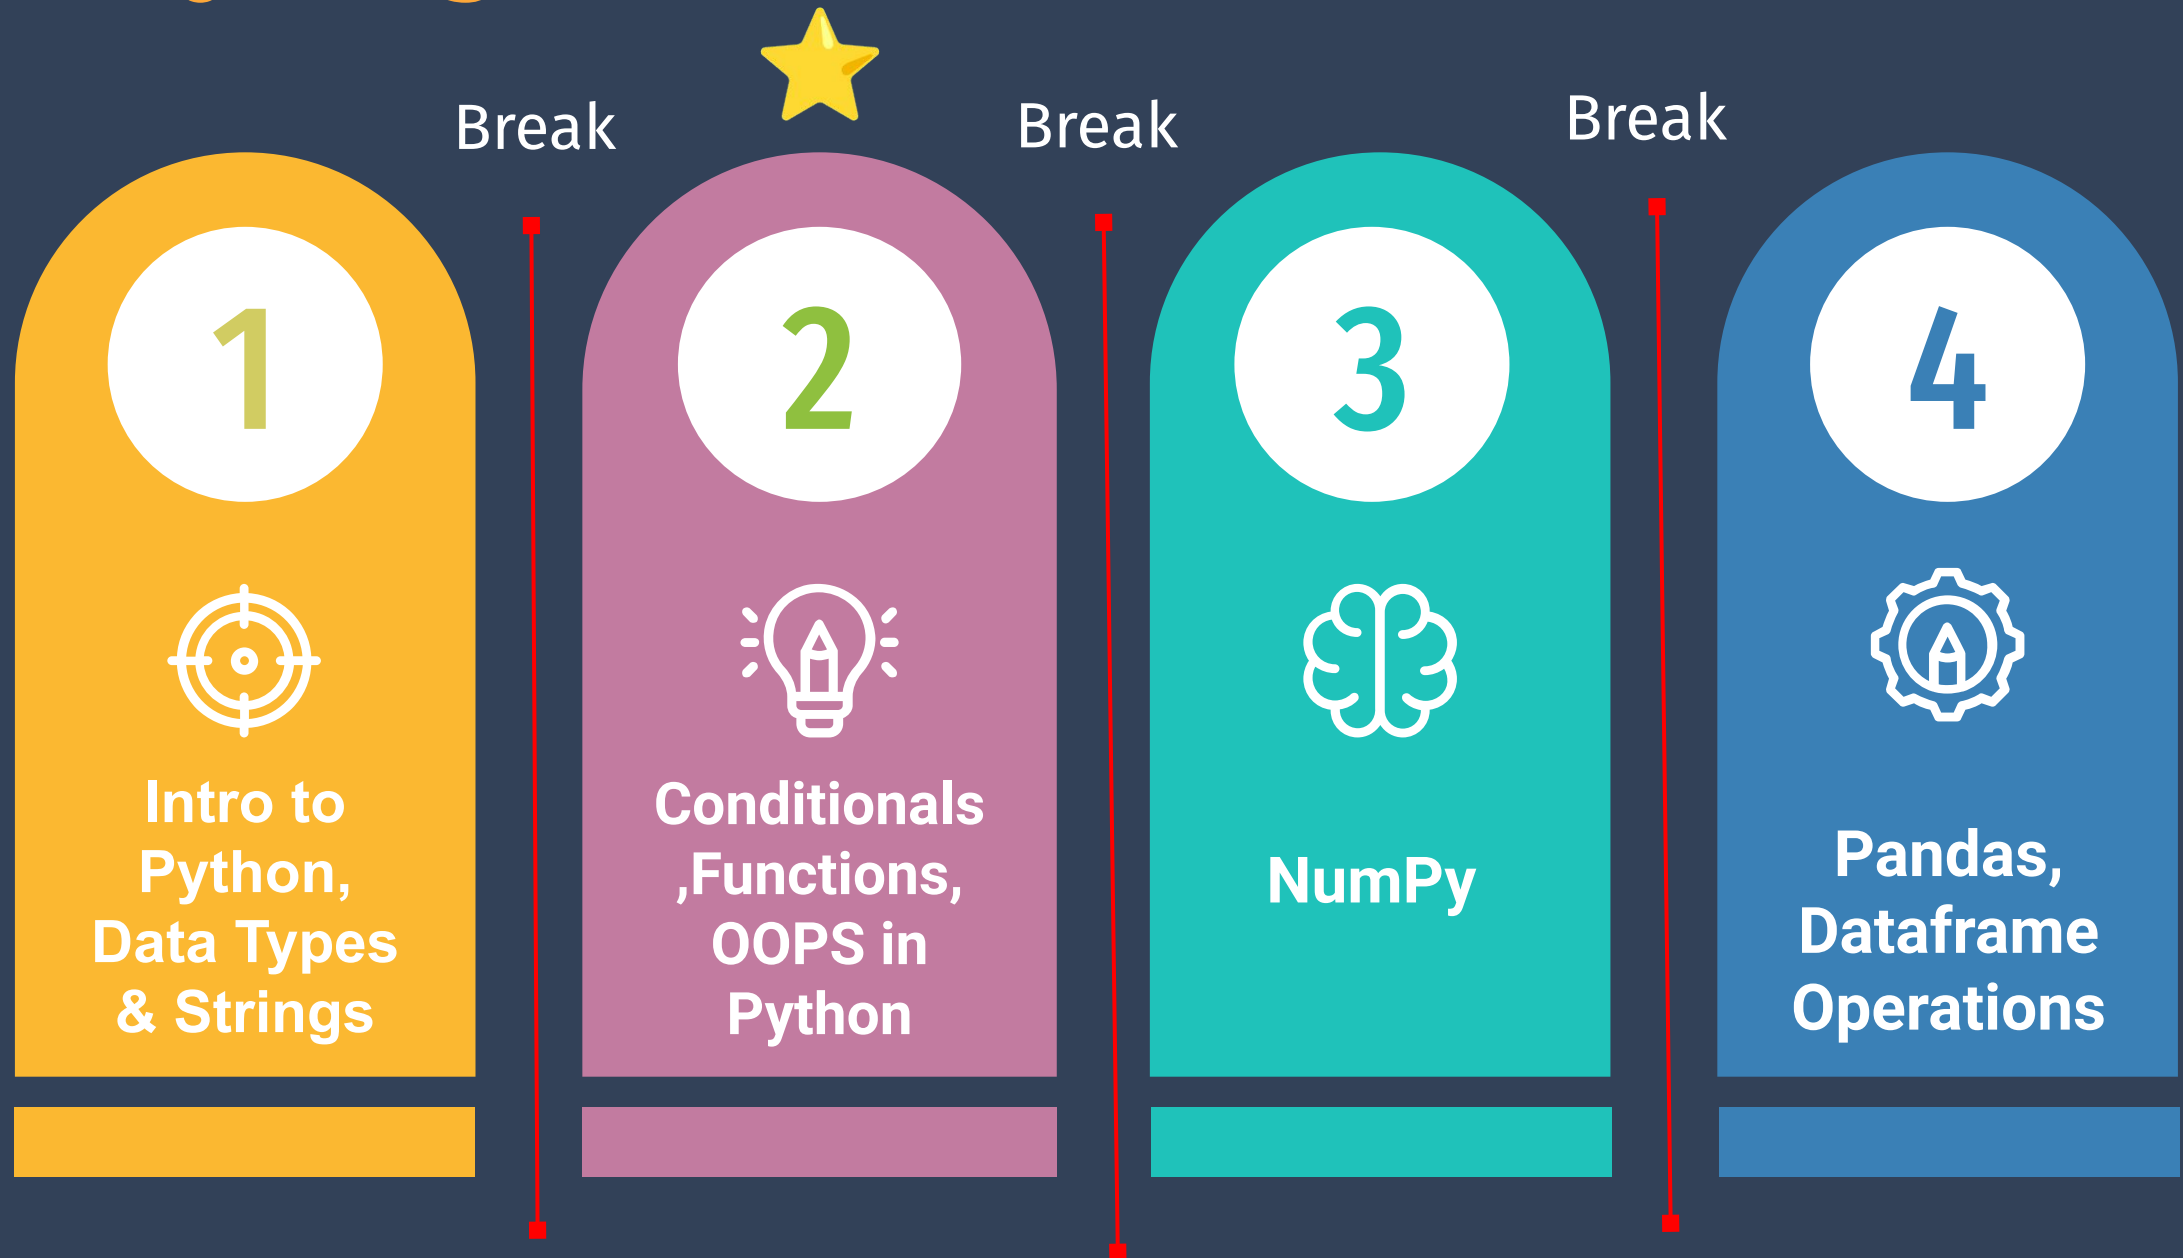 Break
Break
Break
1
Intro to
Python,
Data Types
& Strings
2
Conditionals
,Functions,
OOPS in
Python
3
NumPy
4
Pandas,
Dataframe
Operations